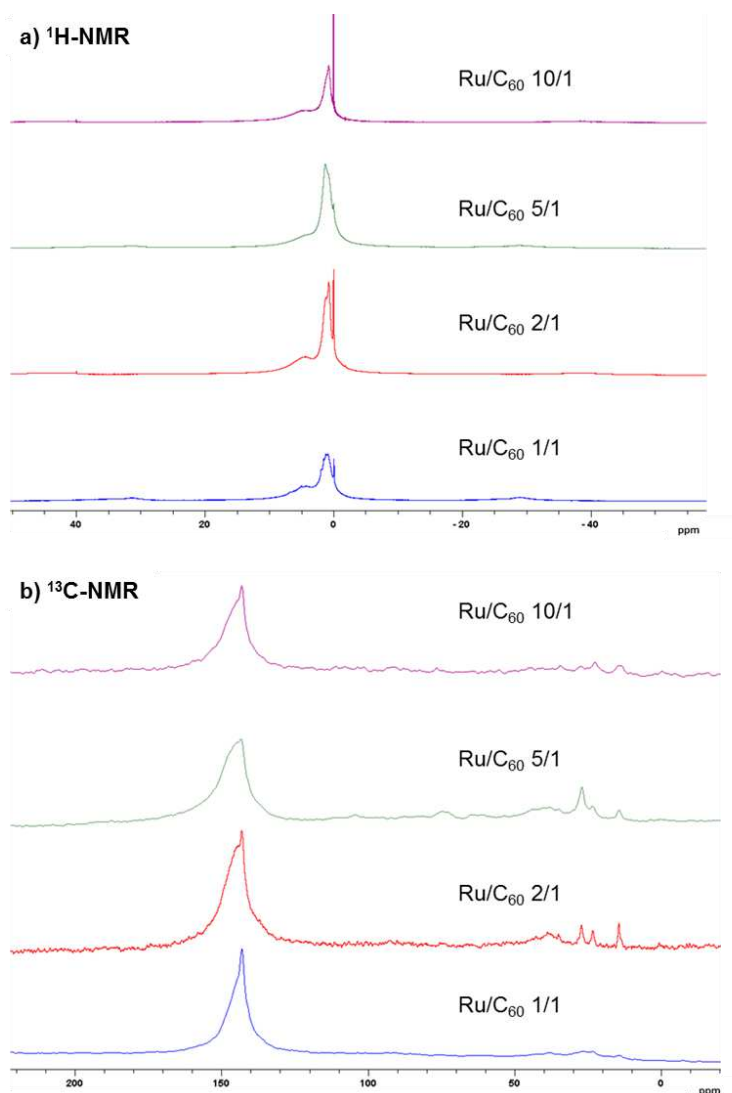 a) ¹H-NMR
Ru/C₆₀ 10/1
Ru/C₆₀ 5/1
Ru/C₆₀ 2/1
Ru/C₆₀ 1/1
40 20 0 -20 -40 ppm
b) ¹³C-NMR
Ru/C₆₀ 10/1
Ru/C₆₀ 5/1
Ru/C₆₀ 2/1
Ru/C₆₀ 1/1
200 150 100 50 0 ppm